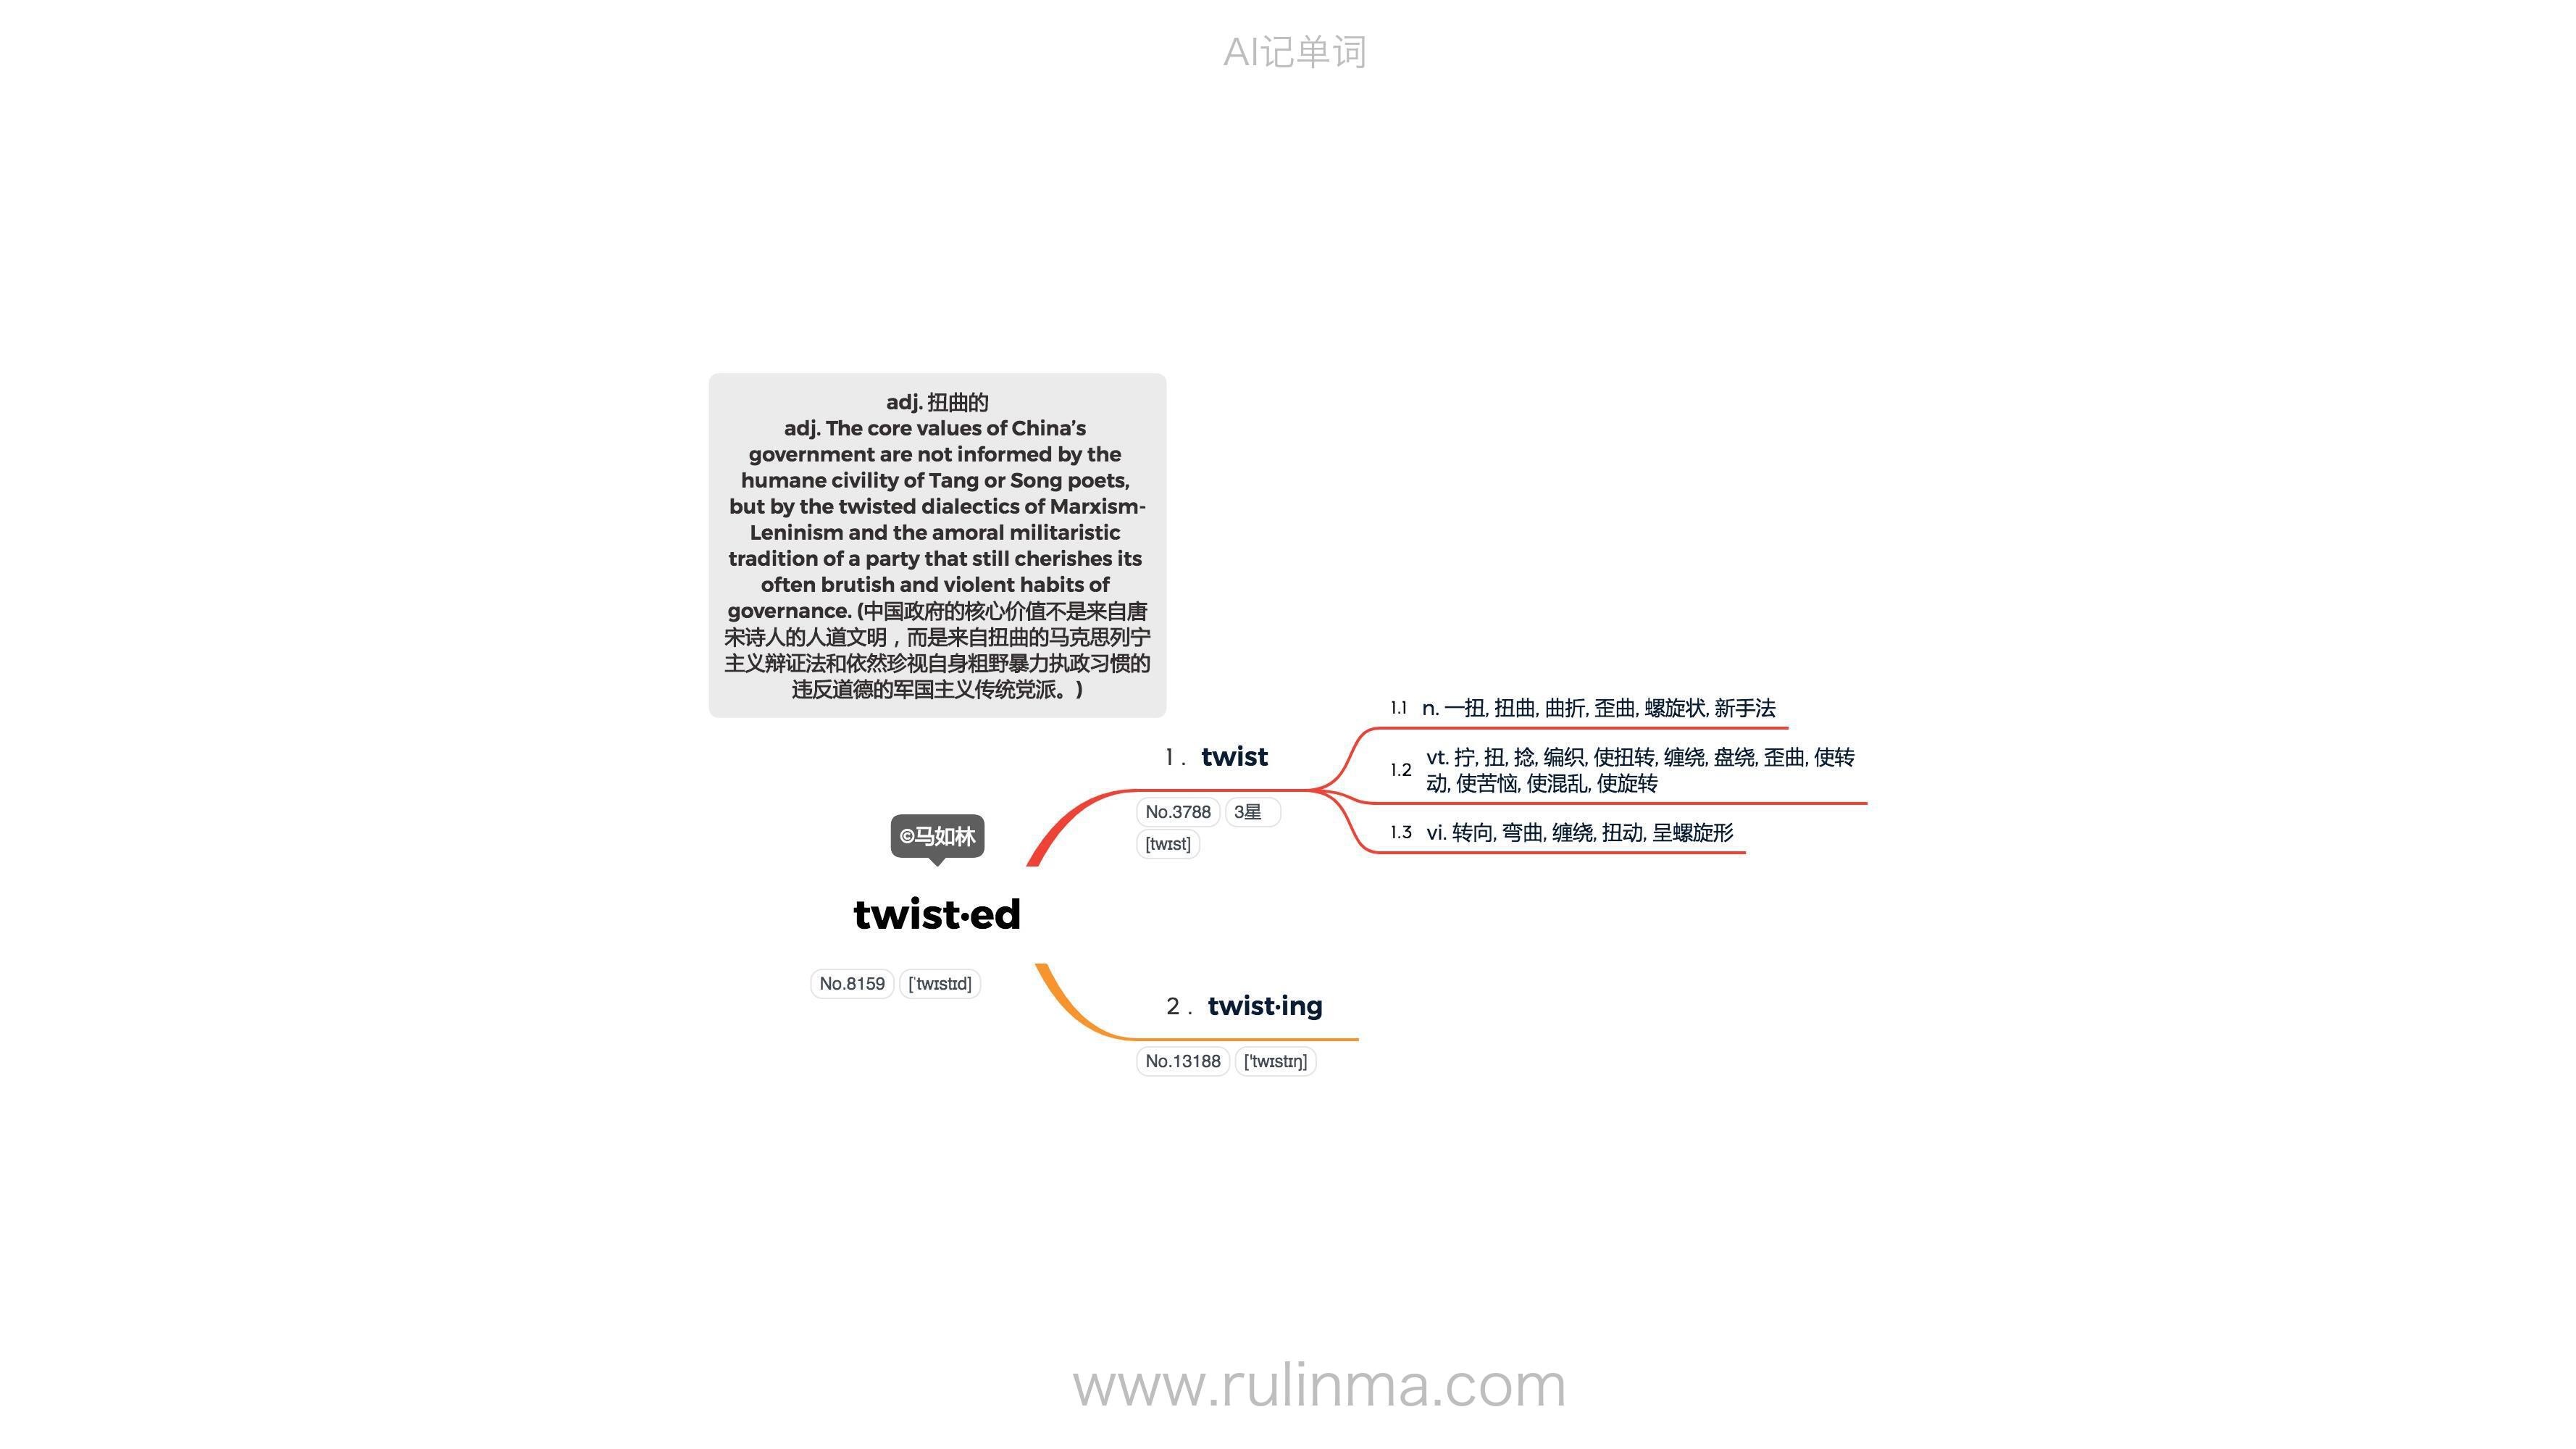 AI记单词
adj. 扭曲的
adj. The core values of China’s
government are not informed by the
humane civility of Tang or Song poets,
but by the twisted dialectics of Marxism-
Leninism and the amoral militaristic
tradition of a party that still cherishes its
often brutish and violent habits of
governance. (中国政府的核心价值不是来自唐
宋诗人的人道文明，而是来自扭曲的马克思列宁
主义辩证法和依然珍视自身粗野暴力执政习惯的
违反道德的军国主义传统党派。)
©马如林
twist·ed
No.8159 [ˈtwɪstɪd]
1. twist
No.3788 3星
[twɪst]
1.1 n. 一扭, 扭曲, 曲折, 歪曲, 螺旋状, 新手法
1.2 vt. 拧, 扭, 捻, 编织, 使扭转, 缠绕, 盘绕, 歪曲, 使转
动, 使苦恼, 使混乱, 使旋转
1.3 vi. 转向, 弯曲, 缠绕, 扭动, 呈螺旋形
2. twist·ing
No.13188 ['twɪstɪŋ]
www.rulinma.com